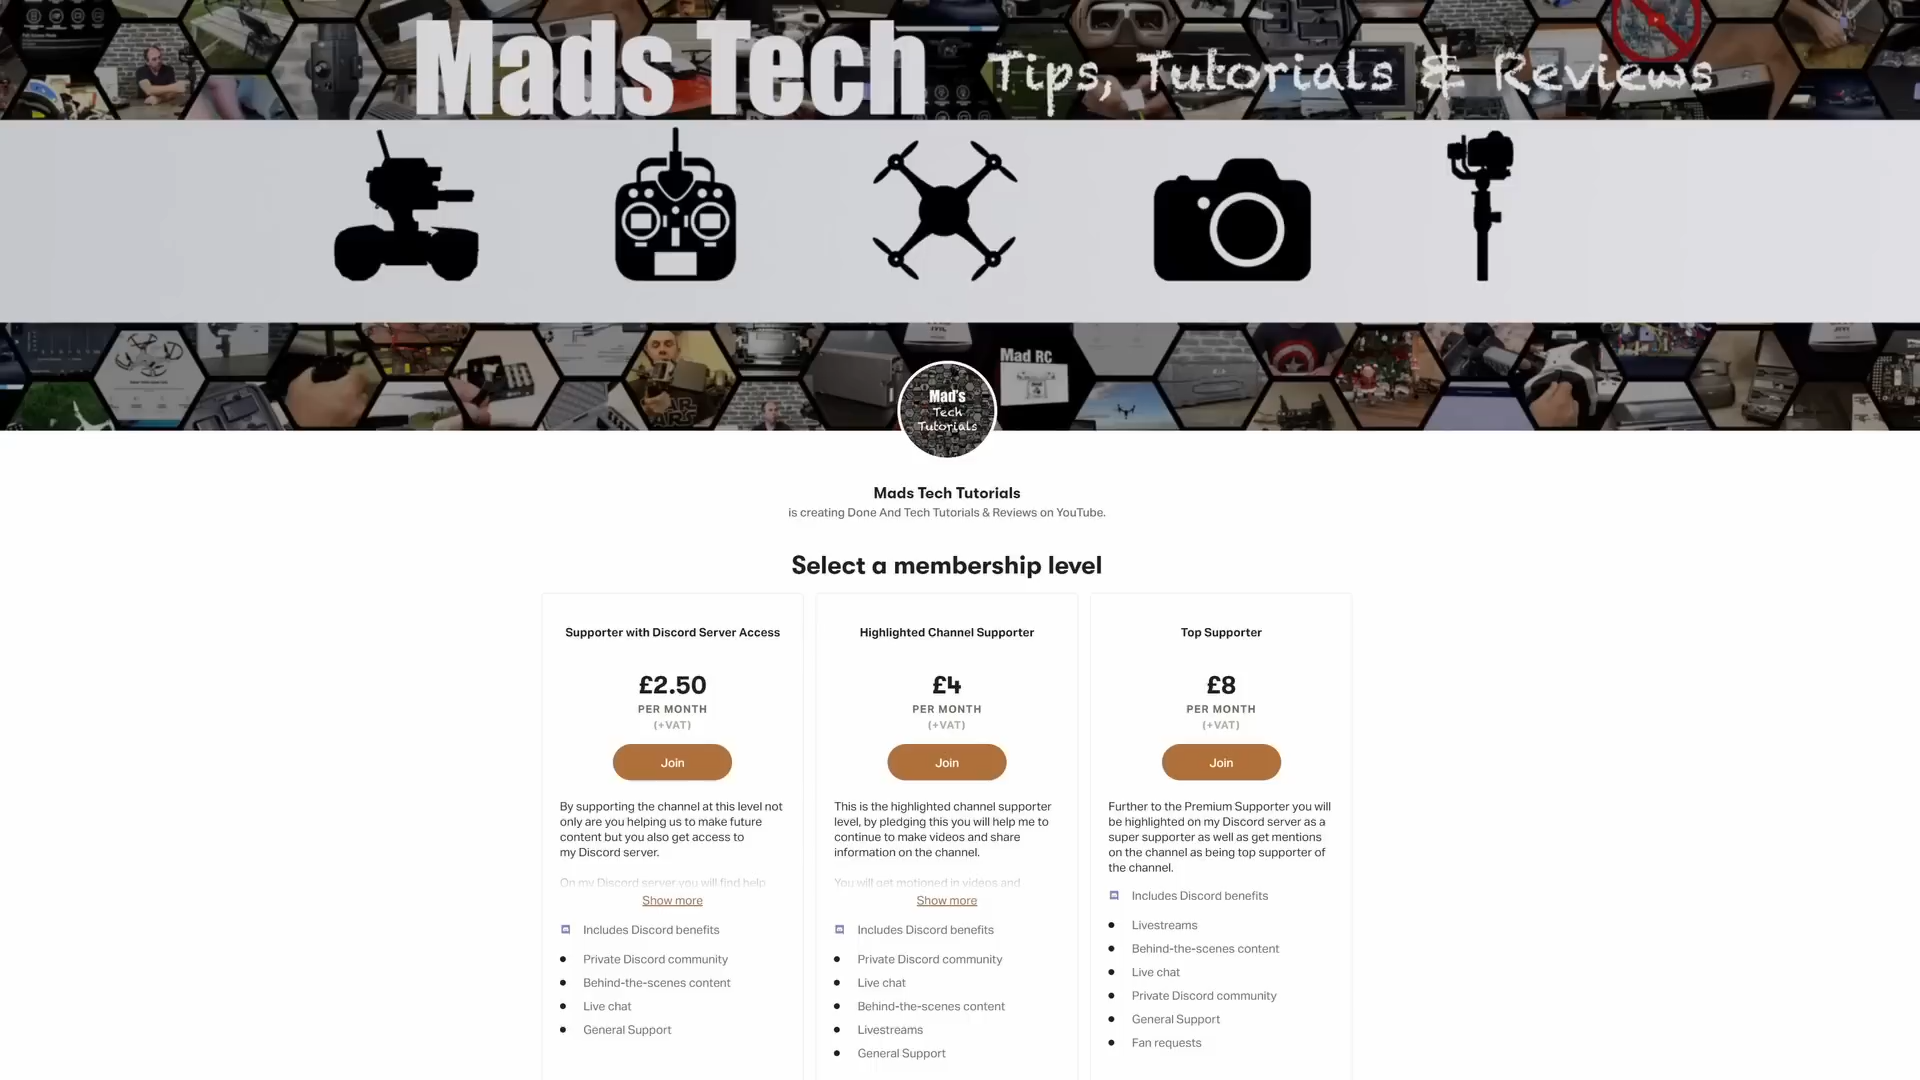 Mads Tech Tips, Tutorials & Reviews
Mad RC
Mad's
Tech
Tutorials
Mads Tech Tutorials
is creating Done And Tech Tutorials & Reviews on YouTube.
Select a membership level
Supporter with Discord Server Access
£2.50
PER MONTH
(+VAT)
Join
By supporting the channel at this level not
only are you helping us to make future
content but you also get access to
my Discord server.
On my Discord server you will find help
Show more
Includes Discord benefits
Private Discord community
Behind-the-scenes content
Live chat
General Support
Highlighted Channel Supporter
£4
PER MONTH
(+VAT)
Join
This is the highlighted channel supporter
level, by pledging this you will help me to
continue to make videos and share
information on the channel.
You will get motioned in videos and
Show more
Includes Discord benefits
Private Discord community
Live chat
Behind-the-scenes content
Livestreams
General Support
Top Supporter
£8
PER MONTH
(+VAT)
Join
Further to the Premium Supporter you will
be highlighted on my Discord server as a
super supporter as well as get mentions
on the channel as being top supporter of
the channel.
Includes Discord benefits
Livestreams
Behind-the-scenes content
Live chat
Private Discord community
General Support
Fan requests